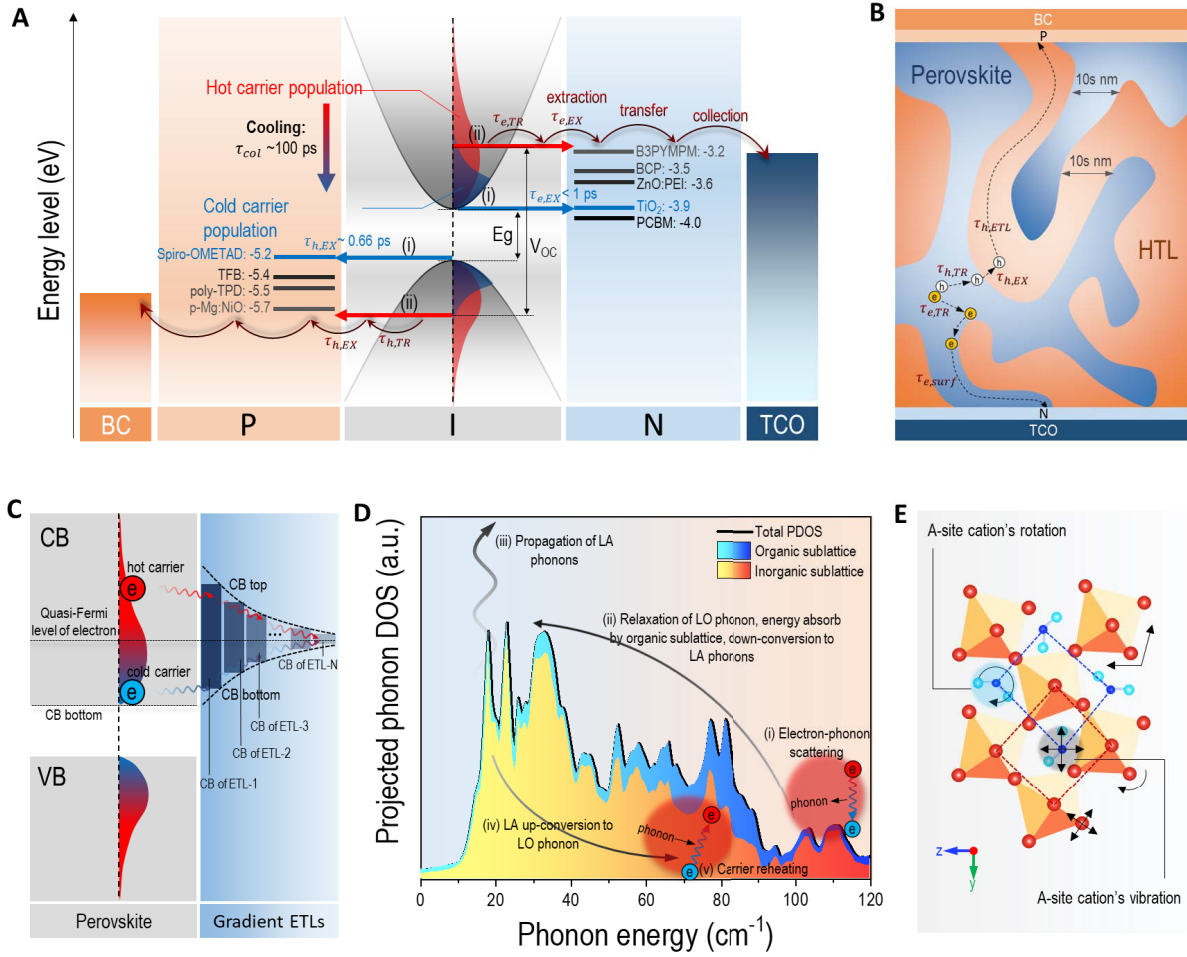 A
Energy level (eV)
Hot carrier population
Cooling:
τcol ~100 ps
Cold carrier
population
Spiro-OMETAD: -5.2
TFB: -5.4
poly-TPD: -5.5
p-Mg:NiO: -5.7
τh,EX~ 0.66 ps
(i)
(ii)
τh,EX
τh,TR
(ii)
(i)
Eg
VOC
τe,TR
τe,EX
extraction
transfer
collection
τe,EX< 1 ps
B3PYMPM: -3.2
BCP: -3.5
ZnO:PEI: -3.6
TiO2: -3.9
PCBM: -4.0
BC
P
I
N
TCO
B
BC
P
Perovskite
10s nm
10s nm
HTL
τh,ETL
τh,TR
τh,EX
h
h
e
e
e
τe,TR
τe,surf
N
TCO
C
CB
hot carrier
e
Quasi-Fermi
level of electron
cold carrier
e
CB bottom
VB
CB top
...
CB of ETL-N
CB bottom
CB of ETL-3
CB of ETL-2
CB of ETL-1
Perovskite
Gradient ETLs
D
Projected phonon DOS (a.u.)
(iii) Propagation of LA
phonons
Total PDOS
Organic sublattice
Inorganic sublattice
(ii) Relaxation of LO phonon, energy absorb
by organic sublattice, down-conversion to
LA phorons
(i) Electron-phonon
scattering
e
phonon
e
(iv) LA up-conversion to
LO phonon
e
phonon
e
(v) Carrier reheating
0
20
40
60
80
100
120
Phonon energy (cm-1)
E
A-site cation's rotation
z
y
A-site cation's vibration